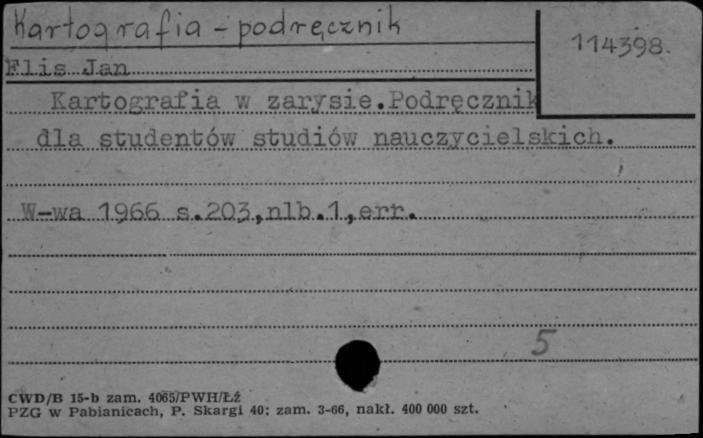 Kartografia - podręcznik
114398.
Flis Jan
Kartografia w zarysie.Podręcznik
dla studentów studiów nauczycielskich.
W-wa 1966 s.203,nlb.1,err.
5
CWD/B 15-b zam. 4065/PWH/Łż
PZG w Pabianicach, P. Skargi 40; zam. 3-66, nakł. 400 000 szt.